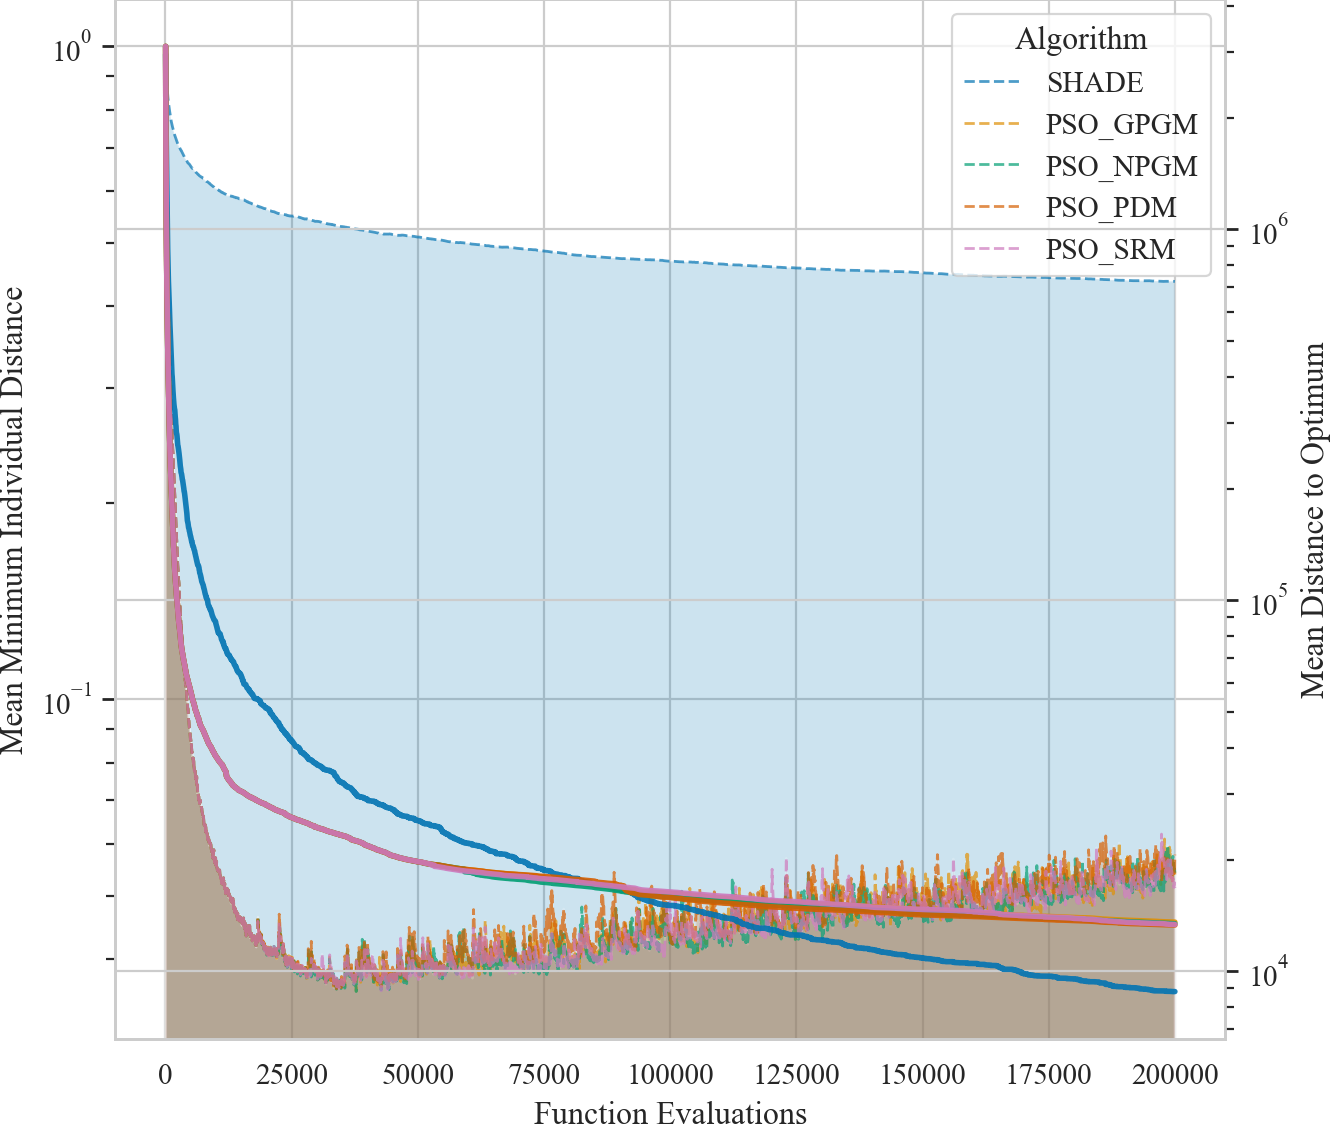 Algorithm
SHADE
PSO_GPGM
PSO_NPGM
PSO_PDM
PSO_SRM
10^0
10^−1
Mean Minimum Individual Distance
10^6
10^5
10^4
Mean Distance to Optimum
0 25000 50000 75000 100000 125000 150000 175000 200000
Function Evaluations